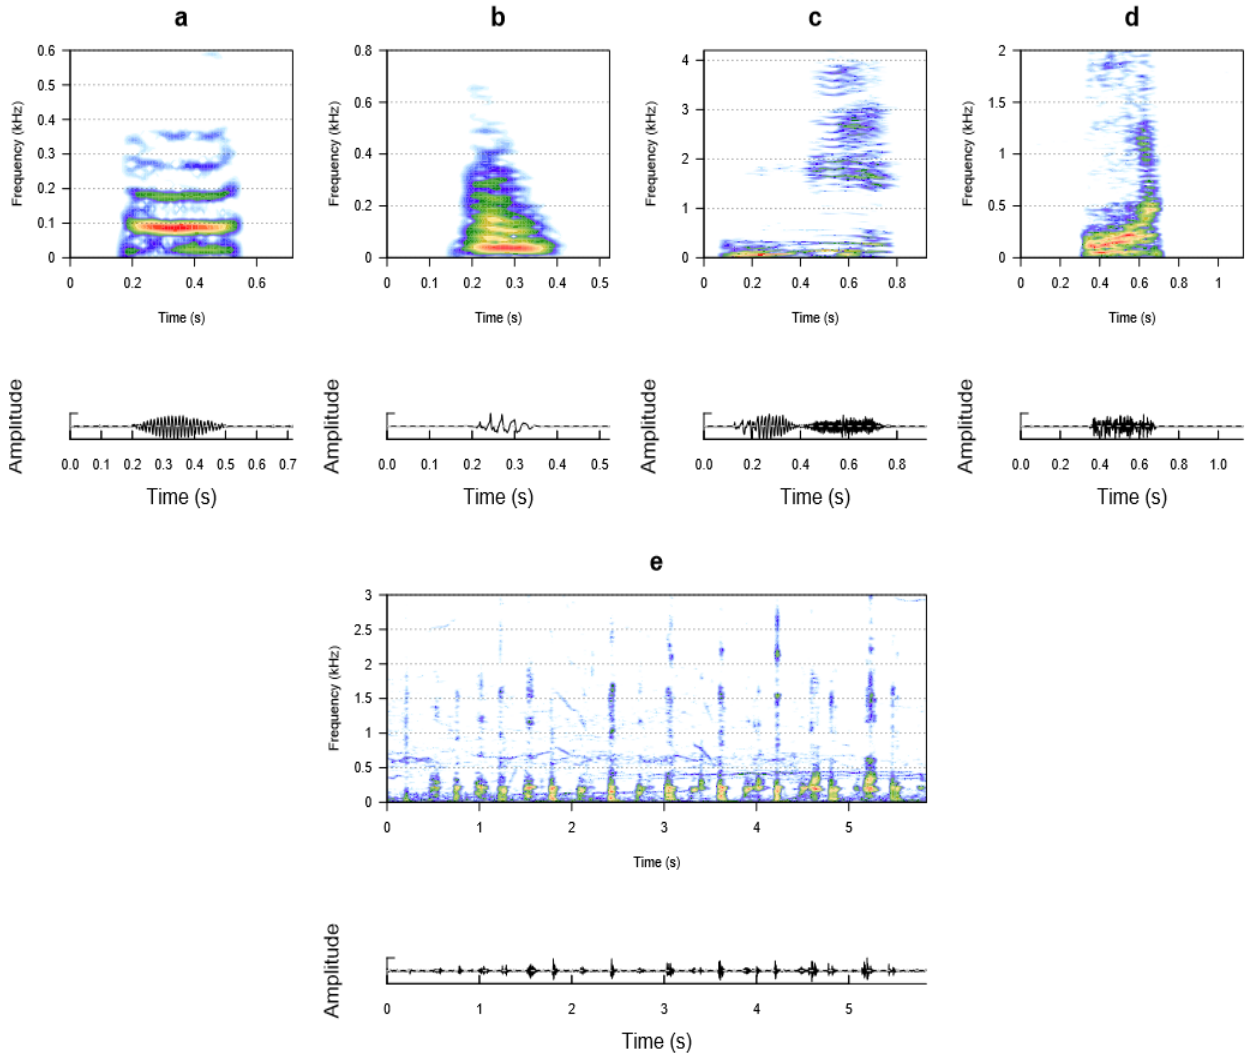 a
Frequency (kHz)
0.6
0.5
0.4
0.3
0.2
0.1
0
0 0.2 0.4 0.6
Time (s)
b
Frequency (kHz)
0.8
0.6
0.4
0.2
0
0 0.1 0.2 0.3 0.4 0.5
Time (s)
c
Frequency (kHz)
4
3
2
1
0
0 0.2 0.4 0.6 0.8
Time (s)
d
Frequency (kHz)
2
1.5
1
0.5
0
0 0.2 0.4 0.6 0.8 1
Time (s)
Amplitude
0.0 0.1 0.2 0.3 0.4 0.5 0.6 0.7
Time (s)
Amplitude
0.0 0.1 0.2 0.3 0.4 0.5
Time (s)
Amplitude
0.0 0.2 0.4 0.6 0.8
Time (s)
Amplitude
0.0 0.2 0.4 0.6 0.8 1.0
Time (s)
e
Frequency (kHz)
3
2.5
2
1.5
1
0.5
0
0 1 2 3 4 5
Time (s)
Amplitude
0 1 2 3 4 5
Time (s)